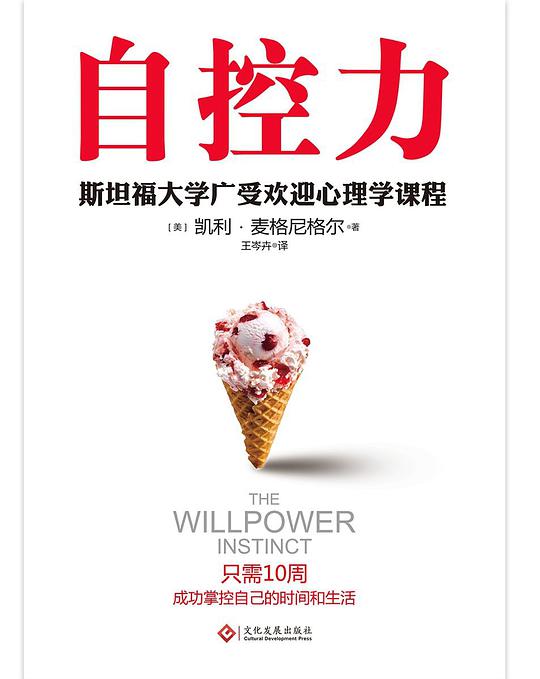 自控力
斯坦福大学广受欢迎心理学课程
[美] 凯利·麦格尼格尔 著
王岑卉 译
THE
WILLPOWER
INSTINCT
只需10周
成功掌控自己的时间和生活
文化发展出版社
Cultural Development Press